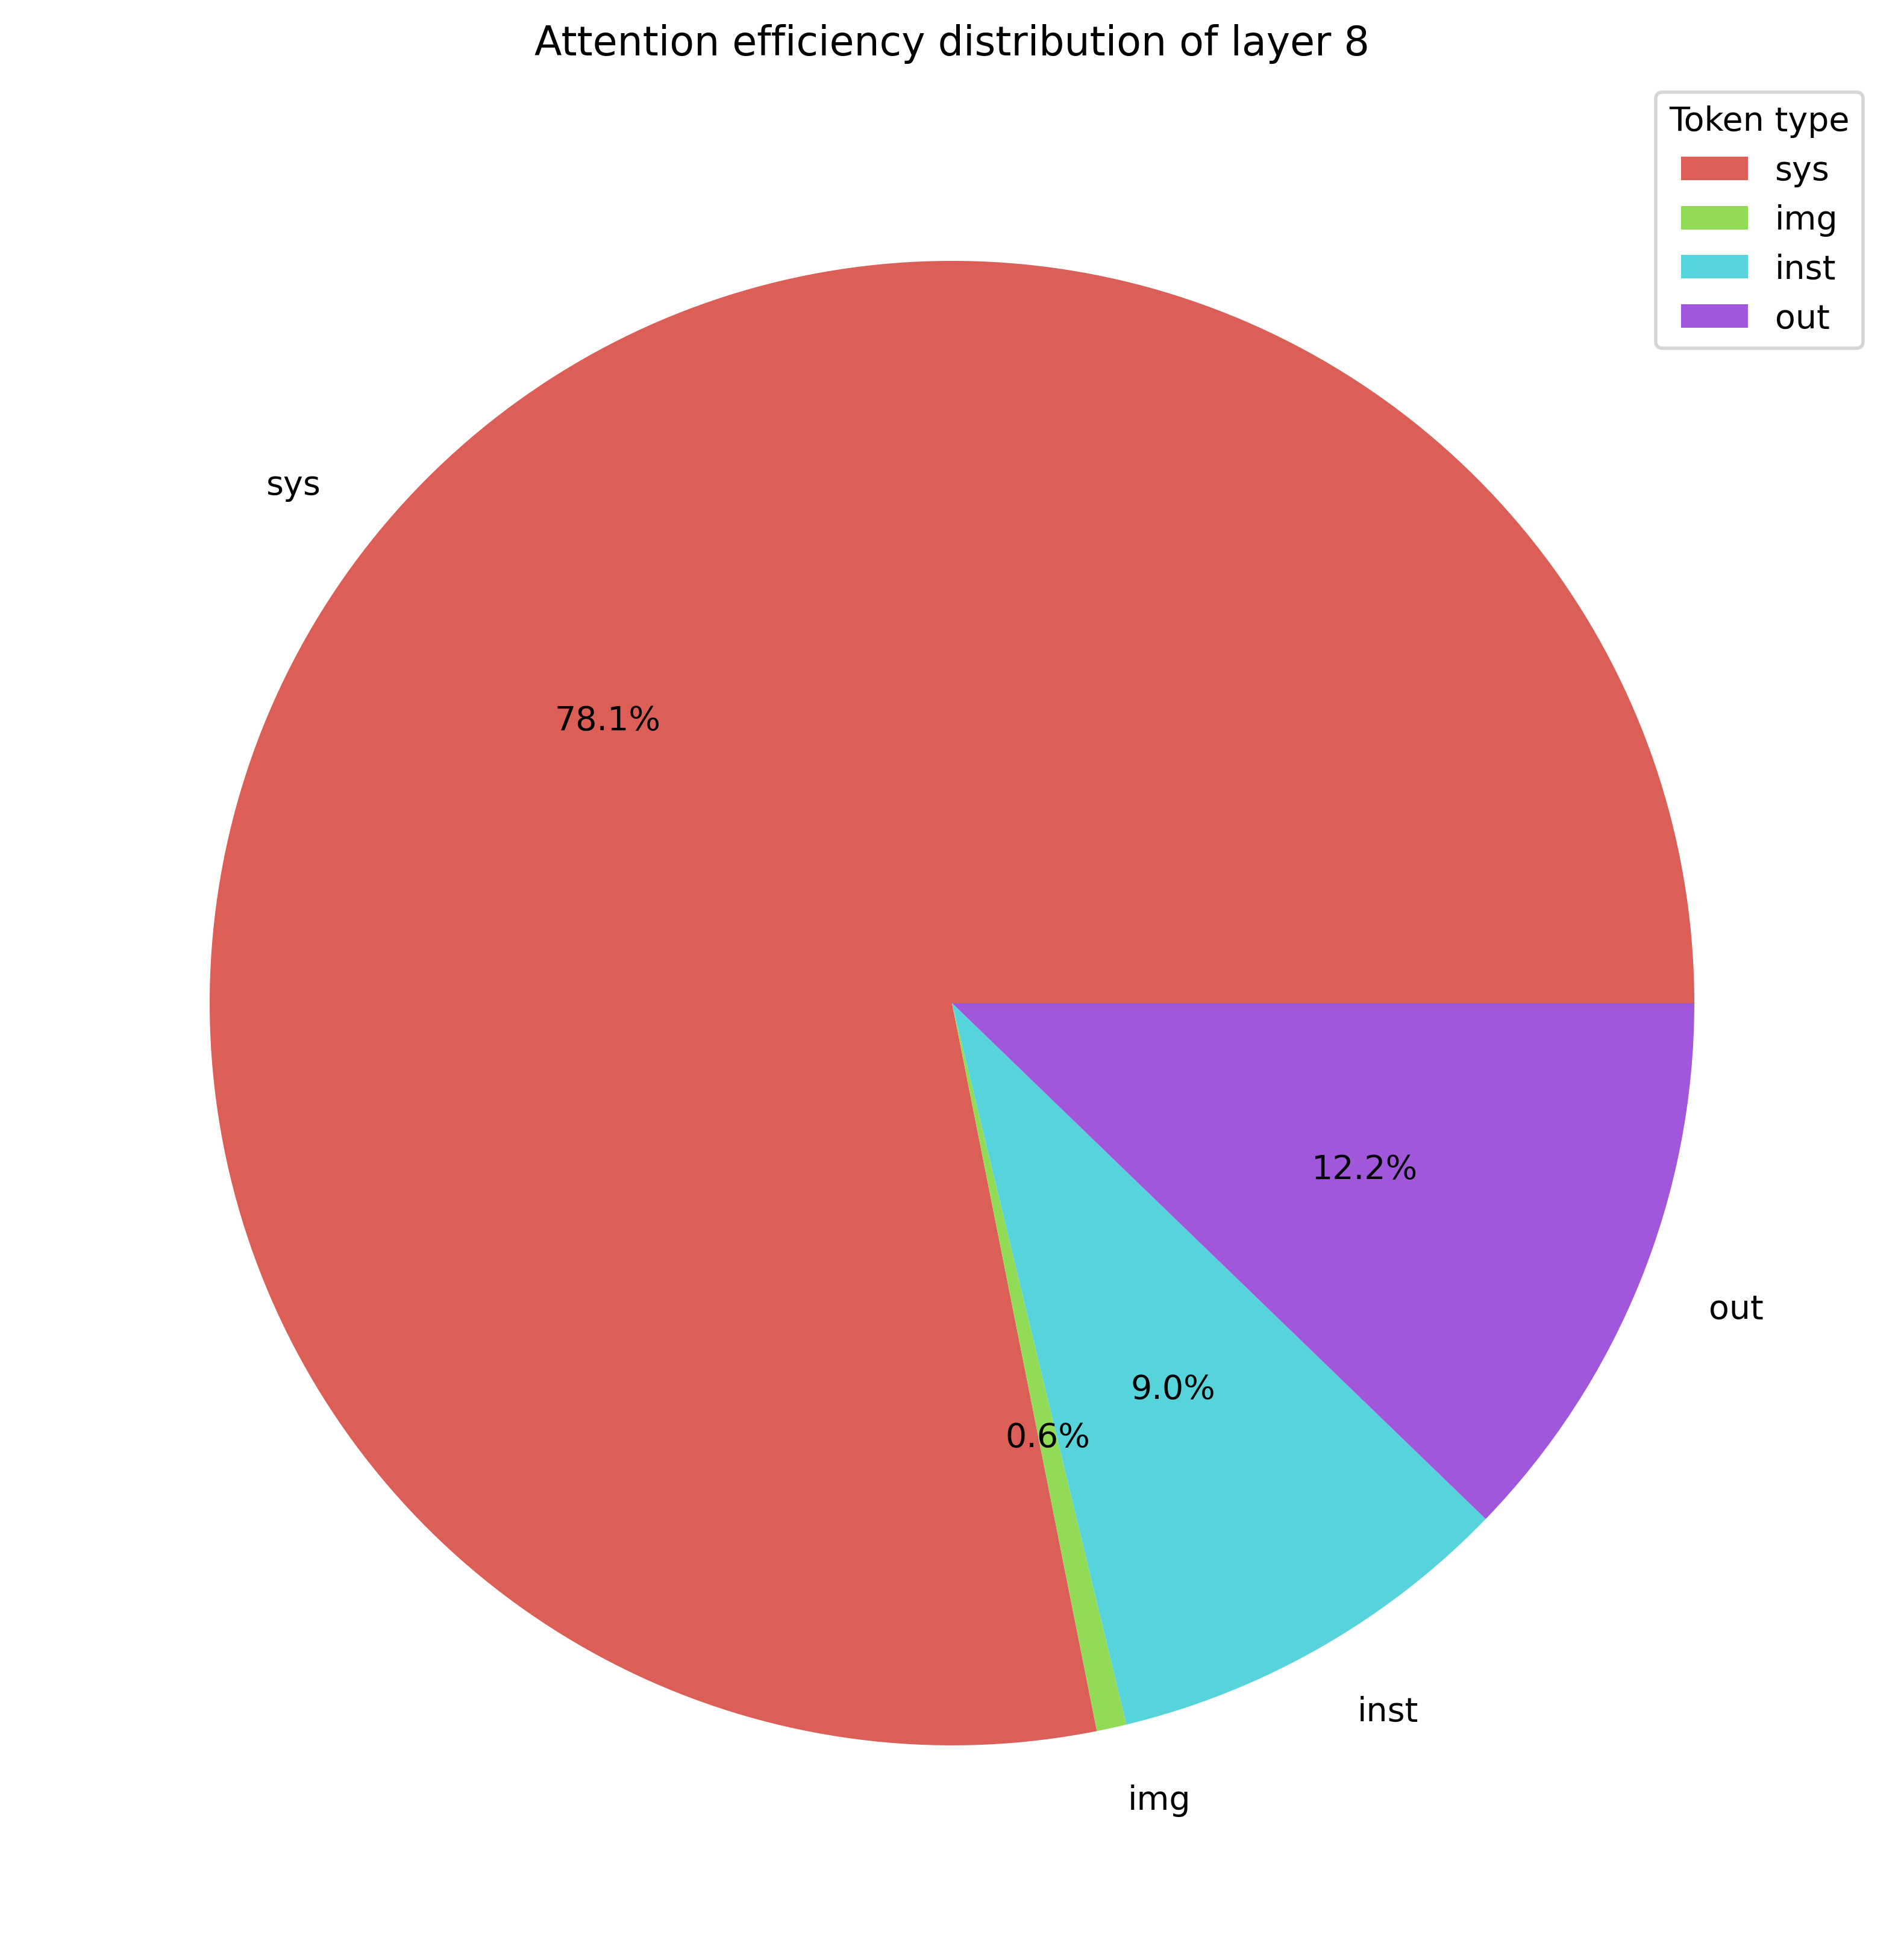 Attention efficiency distribution of layer 8
Token type
sys
img
inst
out
sys
78.1%
12.2%
out
9.0%
0.6%
inst
img